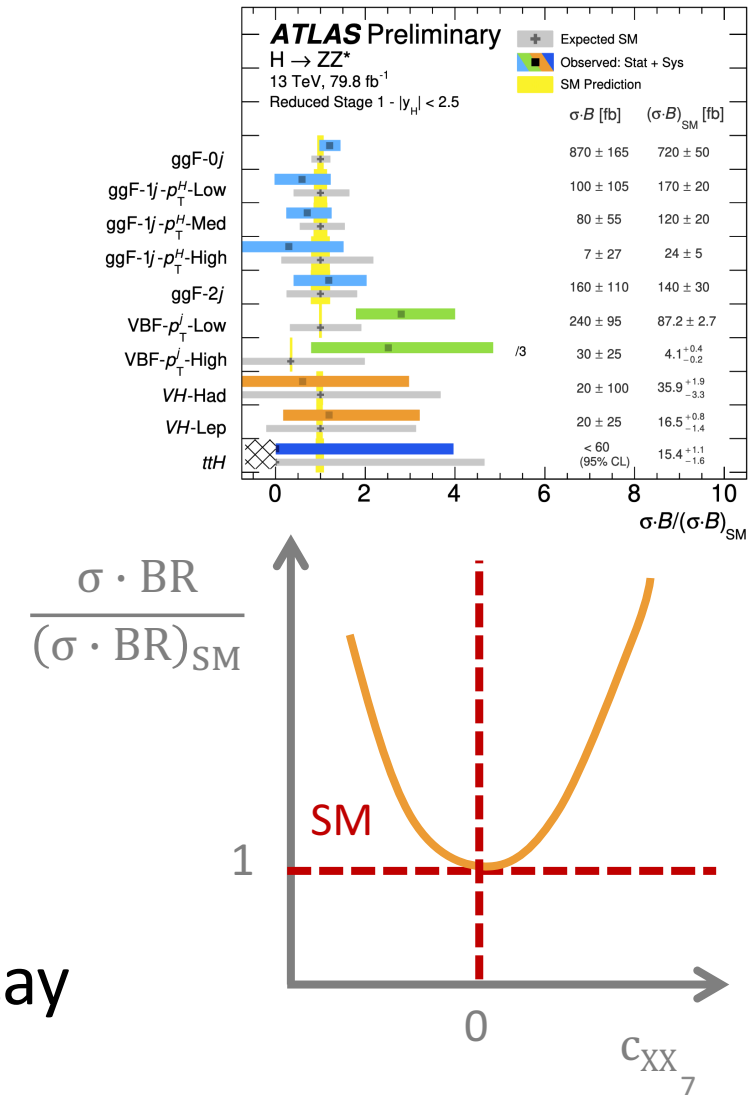 ATLAS Preliminary
H → ZZ*
13 TeV, 79.8 fb⁻¹
Reduced Stage 1 - |y_H| < 2.5
Expected SM
Observed: Stat + Sys
SM Prediction
σ·B [fb] (σ·B)_SM [fb]
ggF-0j 870 ± 165 720 ± 50
ggF-1j-p_T^H-Low 100 ± 105 170 ± 20
ggF-1j-p_T^H-Med 80 ± 55 120 ± 20
ggF-1j-p_T^H-High 7 ± 27 24 ± 5
ggF-2j 160 ± 110 140 ± 30
VBF-p_T^j-Low 240 ± 95 87.2 ± 2.7
VBF-p_T^j-High /3 30 ± 25 4.1 +0.4 −0.2
VH-Had 20 ± 100 35.9 +1.9 −3.3
VH-Lep 20 ± 25 16.5 +0.8 −1.4
ttH < 60 (95% CL) 15.4 +1.1 −1.6
0 2 4 6 8 10
σ·B/(σ·B)_SM
σ · BR
(σ · BR)_SM
SM
1
ay
0
c_XX
7